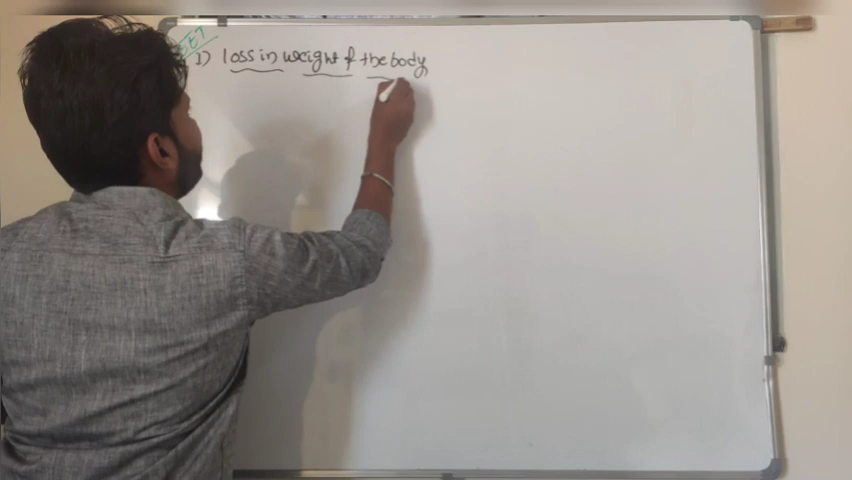 1) loss in weight of the body